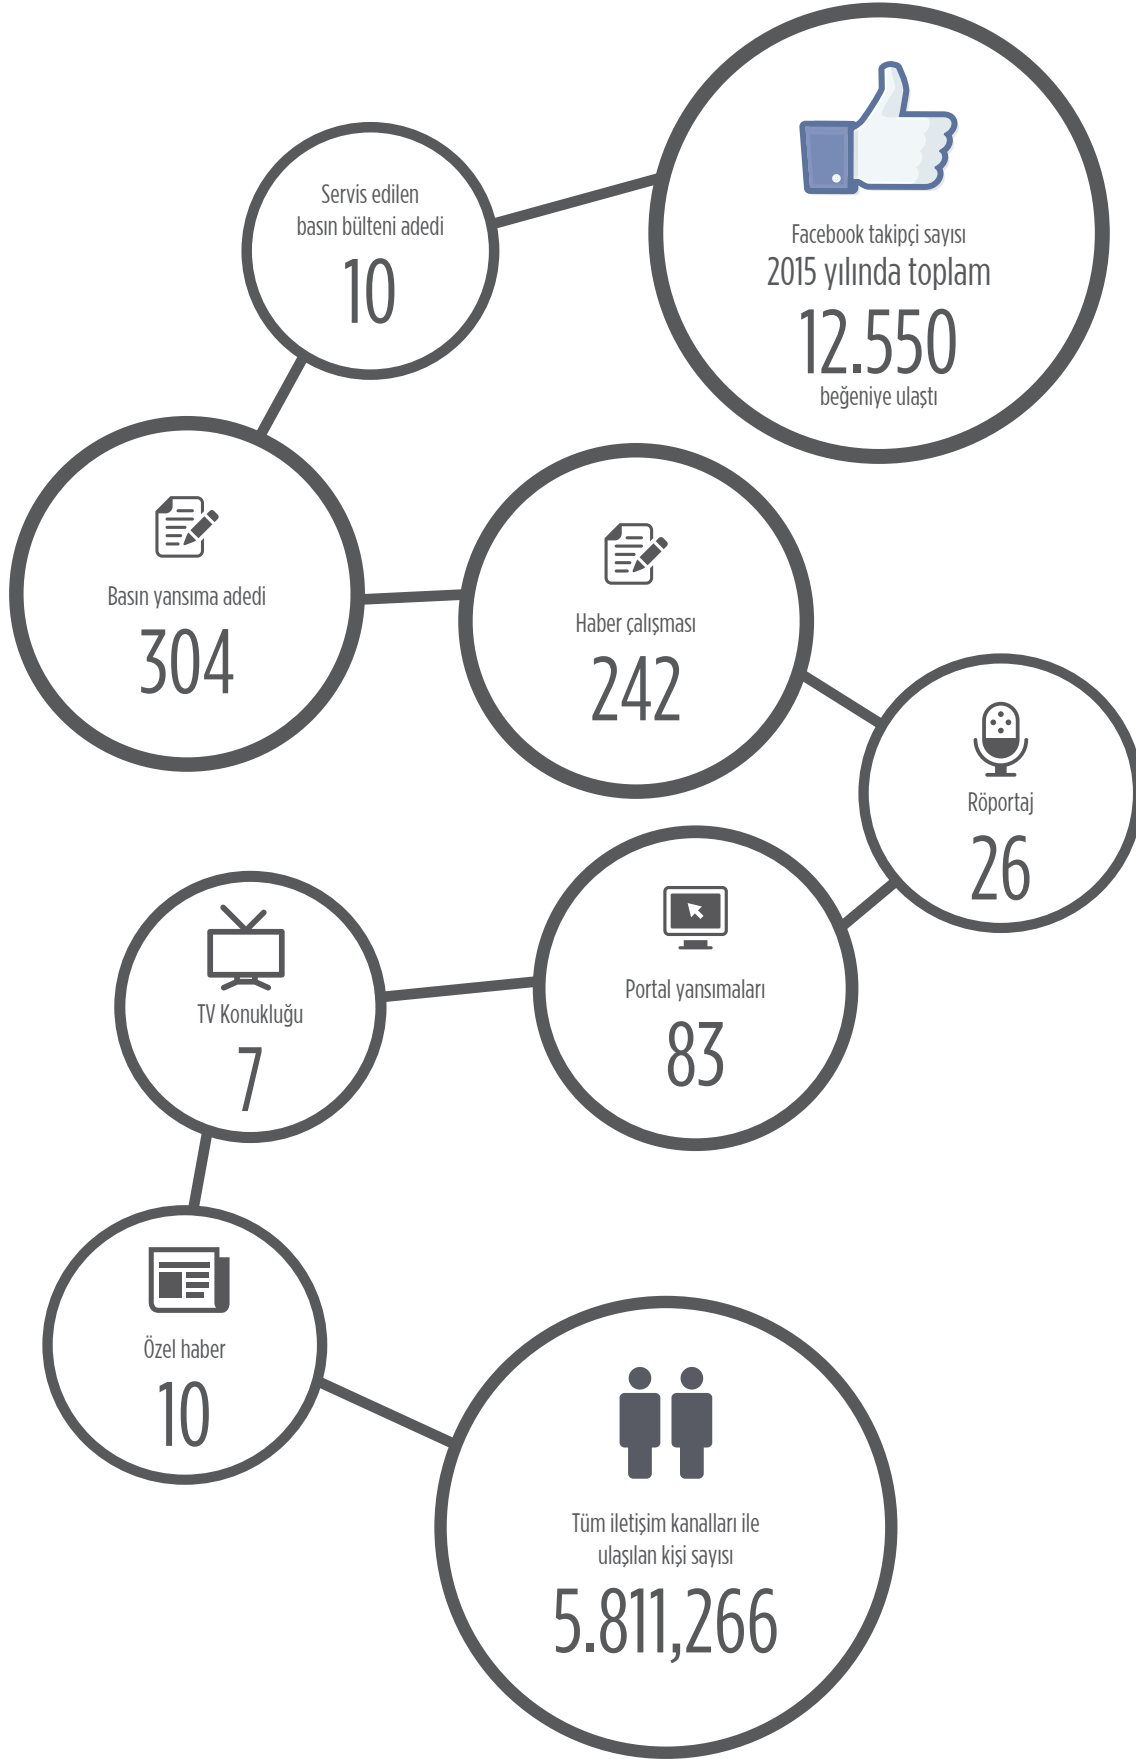 Facebook takipçi sayısı
2015 yılında toplam
12.550
beğeniye ulaştı
Servis edilen
basın bülteni adedi
10
Basın yansıma adedi
304
Haber çalışması
242
Röportaj
26
Portal yansımaları
83
TV Konukluğu
7
Özel haber
10
Tüm iletişim kanalları ile
ulaşılan kişi sayısı
5.811,266